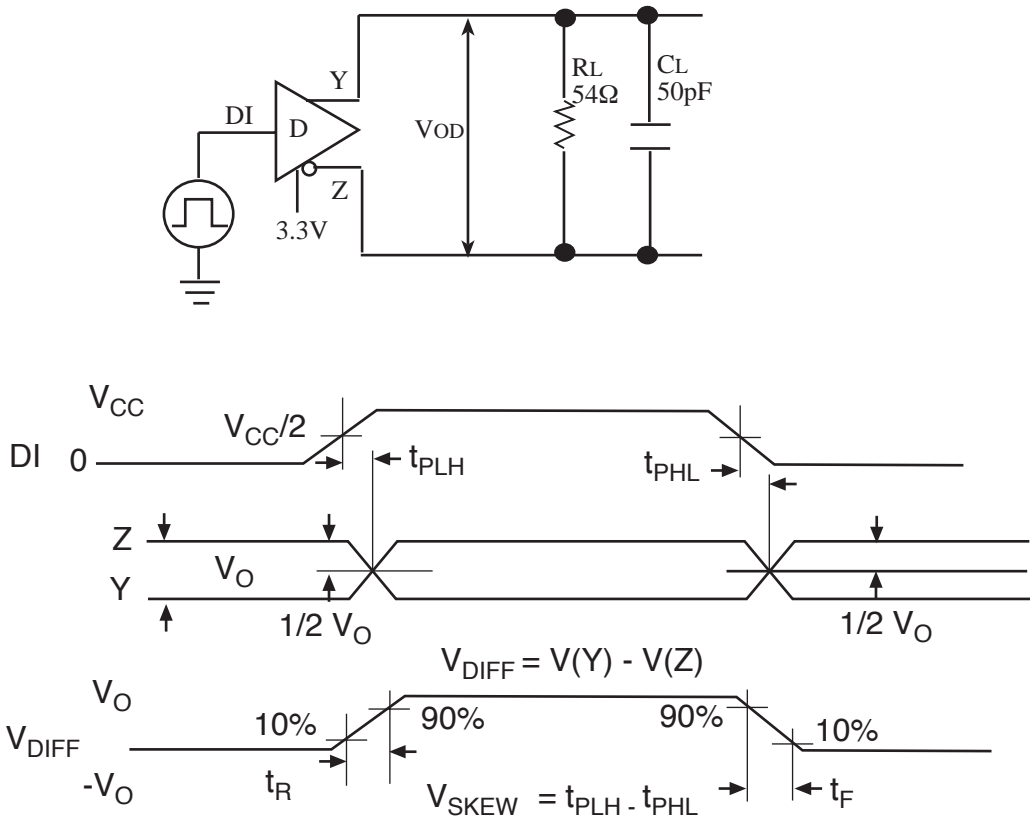 Y
DI
D
Z
3.3V
VOD
RL
54Ω
CL
50pF
VCC
VCC/2
DI 0
tPLH
tPHL
Z
VO
Y
1/2 VO
1/2 VO
VDIFF = V(Y) - V(Z)
VO
10%
90%
90%
10%
VDIFF
-VO
tR
VSKEW = tPLH - tPHL
tF